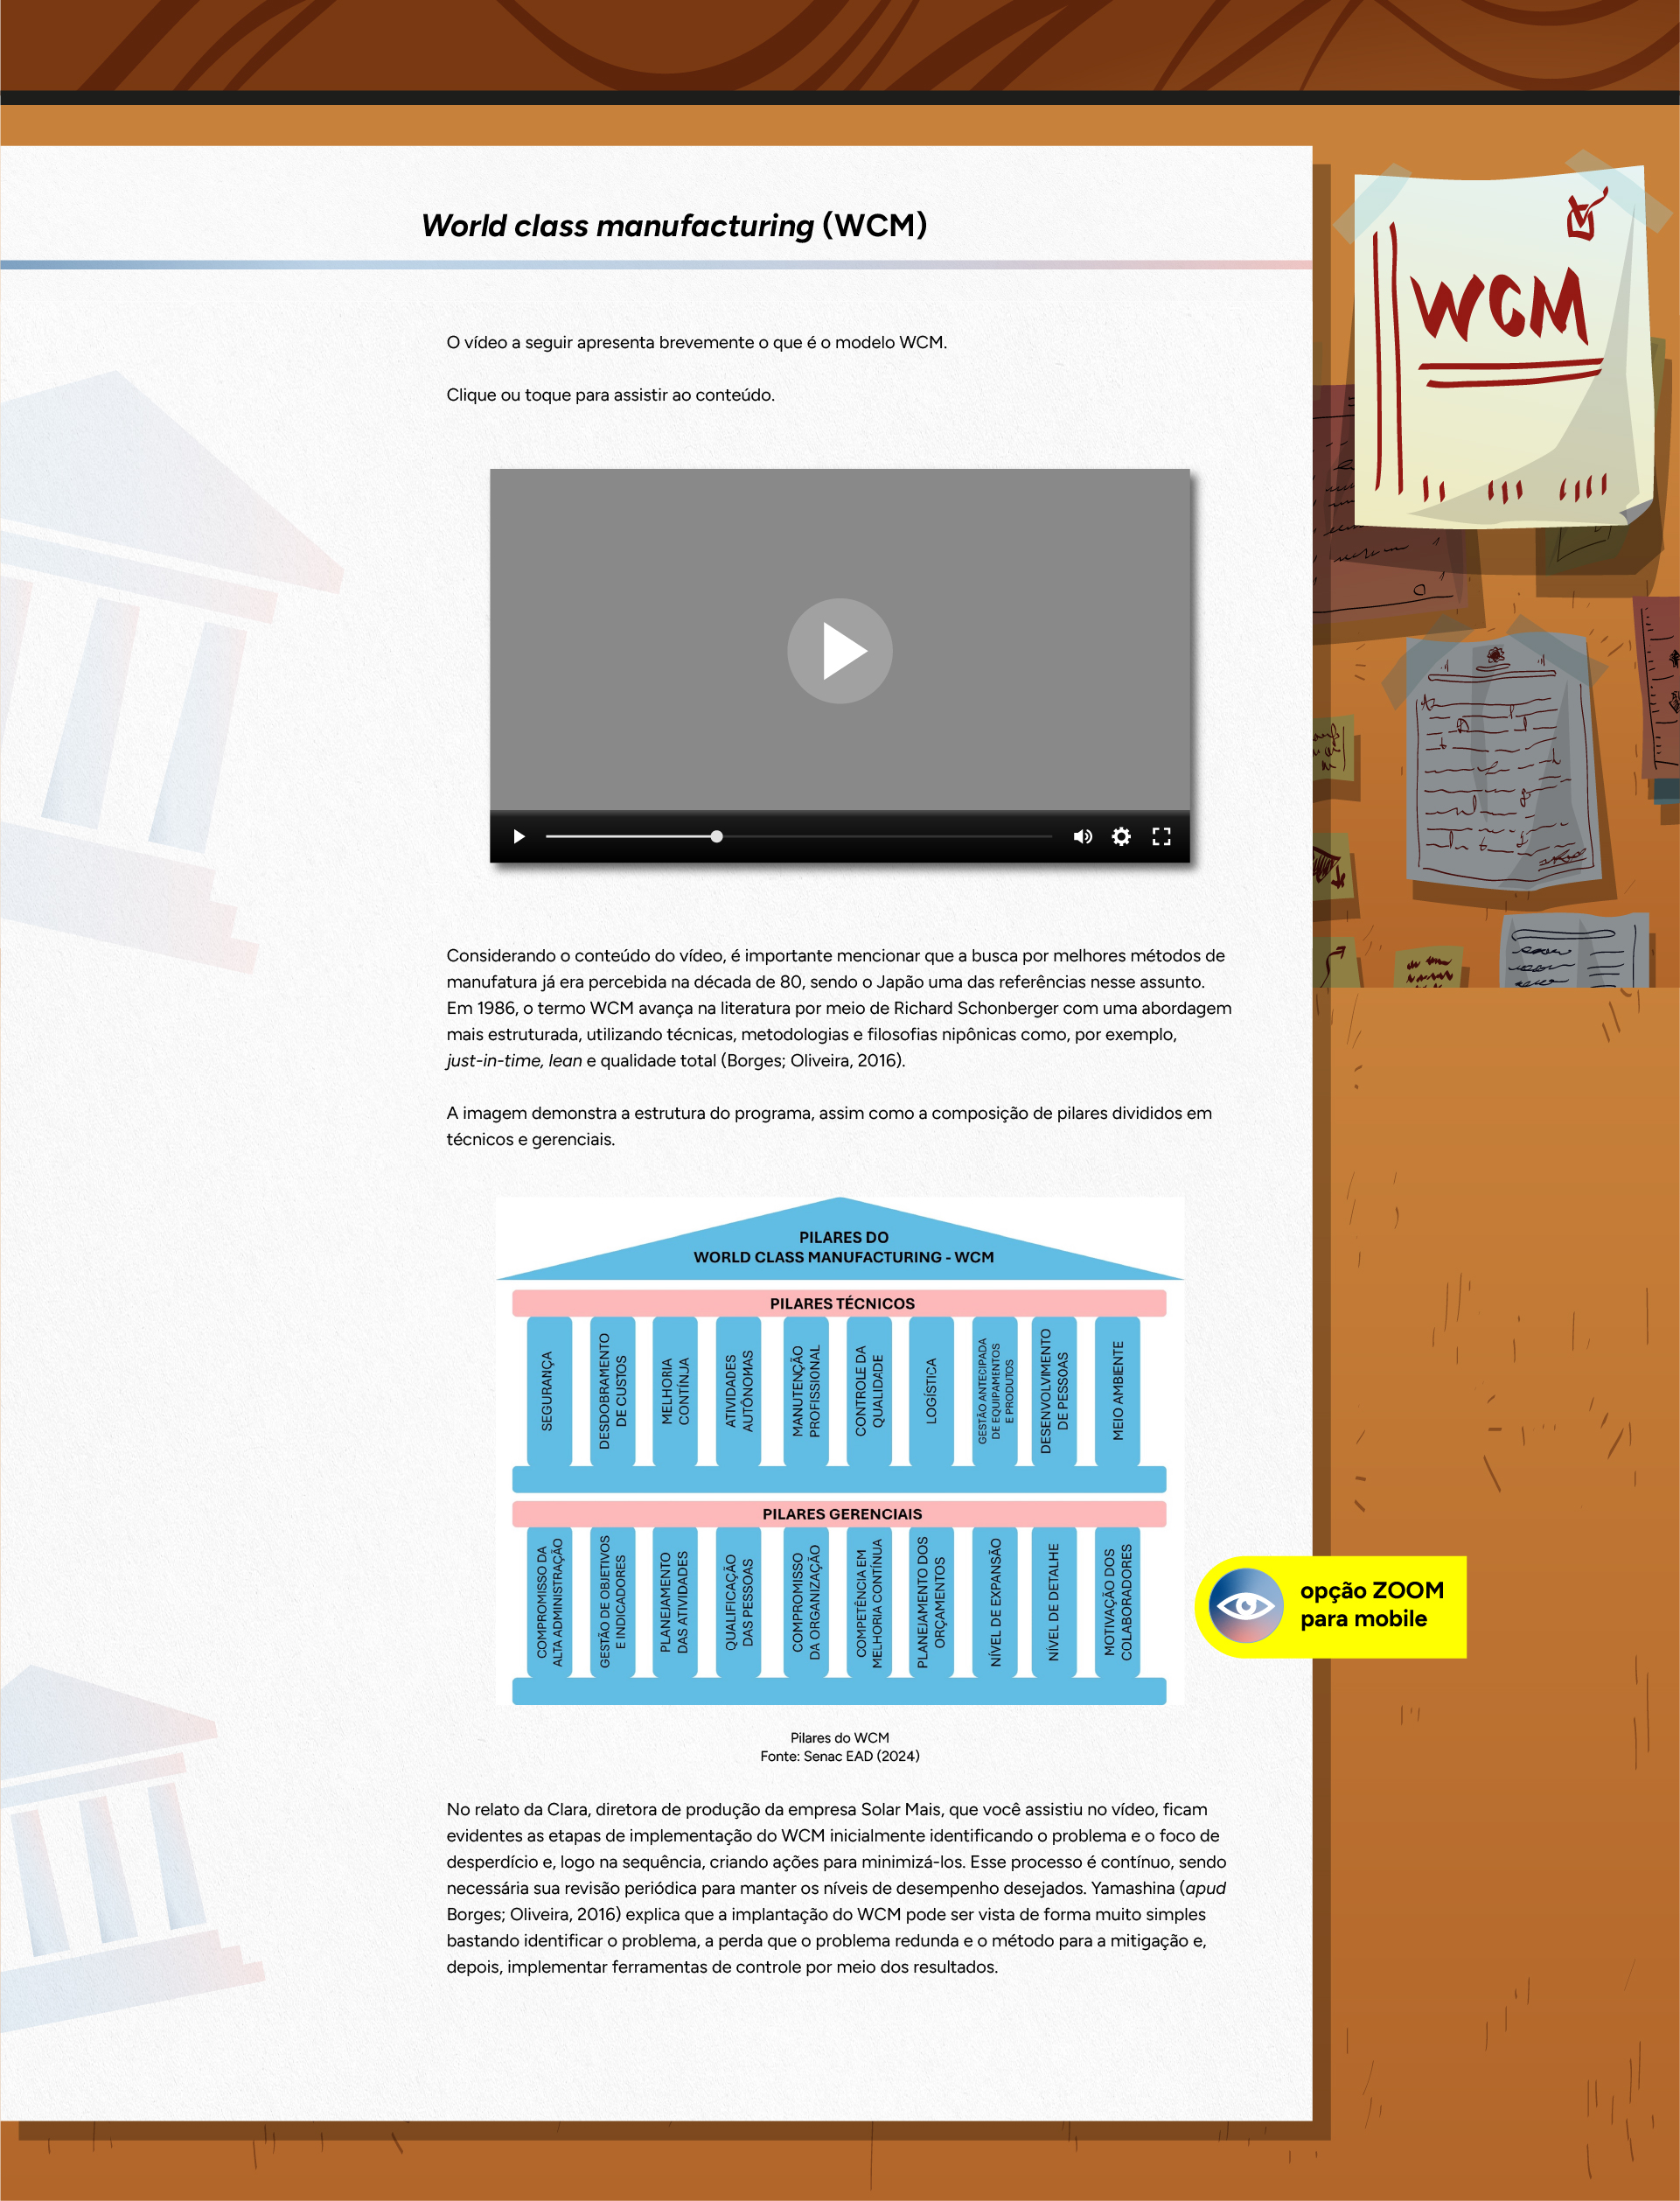 World class manufacturing (WCM)
WCM
O vídeo a seguir apresenta brevemente o que é o modelo WCM.
Clique ou toque para assistir ao conteúdo.
Considerando o conteúdo do vídeo, é importante mencionar que a busca por melhores métodos de
manufatura já era percebida na década de 80, sendo o Japão uma das referências nesse assunto.
Em 1986, o termo WCM avança na literatura por meio de Richard Schonberger com uma abordagem
mais estruturada, utilizando técnicas, metodologias e filosofias nipônicas como, por exemplo,
just-in-time, lean e qualidade total (Borges; Oliveira, 2016).
A imagem demonstra a estrutura do programa, assim como a composição de pilares divididos em
técnicos e gerenciais.
PILARES DO
WORLD CLASS MANUFACTURING - WCM
PILARES TÉCNICOS
SEGURANÇA
DESDOBRAMENTO
DE CUSTOS
MELHORIA
CONTÍNJA
ATIVIDADES
AUTÔNOMAS
MANUTENÇÃO
PROFISSIONAL
CONTROLE DA
QUALIDADE
LOGÍSTICA
GESTÃO ANTECIPADA
DE EQUIPAMENTOS
E PRODUTOS
DESENVOLVIMENTO
DE PESSOAS
MEIO AMBIENTE
PILARES GERENCIAIS
COMPROMISSO DA
ALTA ADMINISTRAÇÃO
GESTÃO DE OBJETIVOS
E INDICADORES
PLANEJAMENTO
DAS ATIVIDADES
QUALIFICAÇÃO
DAS PESSOAS
COMPROMISSO
DA ORGANIZAÇÃO
COMPETÊNCIA EM
MELHORIA CONTÍNUA
PLANEJAMENTO DOS
ORÇAMENTOS
NÍVEL DE EXPANSÃO
NÍVEL DE DETALHE
MOTIVAÇÃO DOS
COLABORADORES
opção ZOOM
para mobile
Pilares do WCM
Fonte: Senac EAD (2024)
No relato da Clara, diretora de produção da empresa Solar Mais, que você assistiu no vídeo, ficam
evidentes as etapas de implementação do WCM inicialmente identificando o problema e o foco de
desperdício e, logo na sequência, criando ações para minimizá-los. Esse processo é contínuo, sendo
necessária sua revisão periódica para manter os níveis de desempenho desejados. Yamashina (apud
Borges; Oliveira, 2016) explica que a implantação do WCM pode ser vista de forma muito simples
bastando identificar o problema, a perda que o problema redunda e o método para a mitigação e,
depois, implementar ferramentas de controle por meio dos resultados.